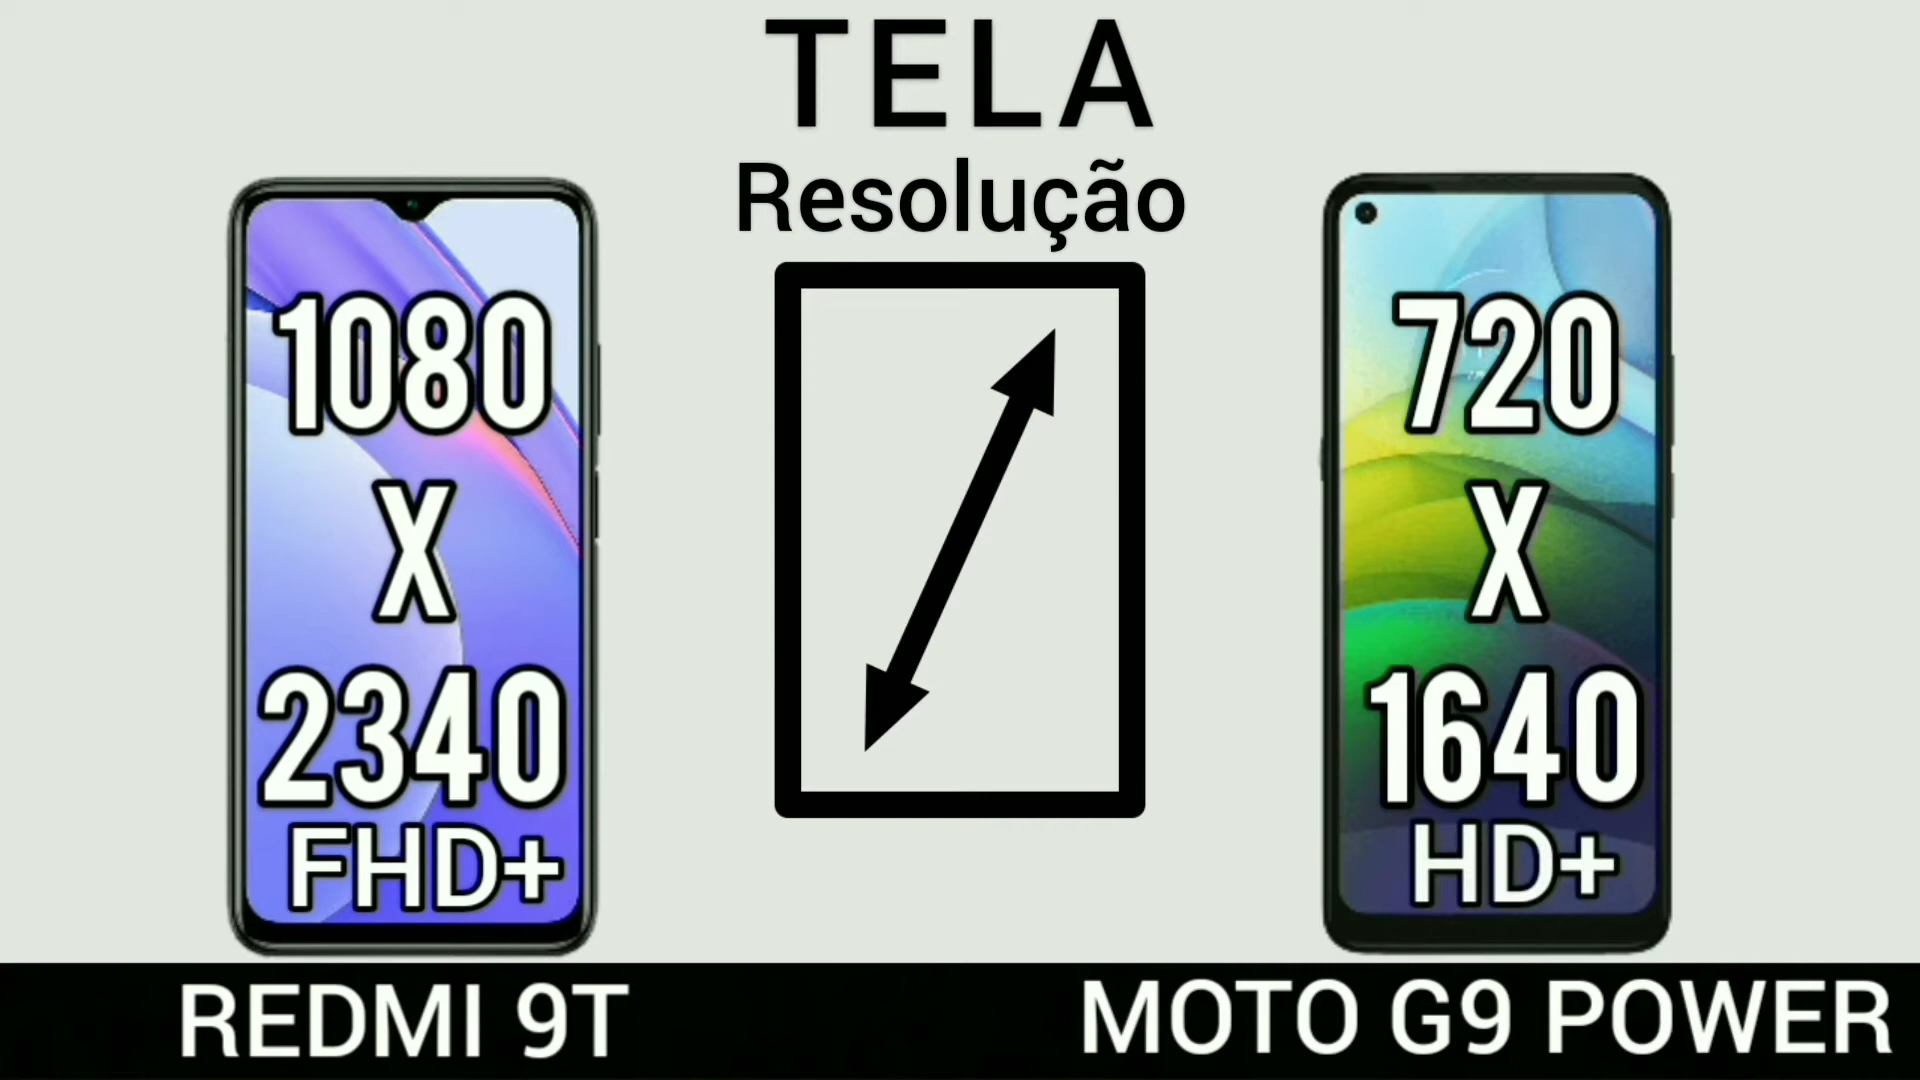 TELA
Resolução
1080
X
2340
FHD+
720
X
1640
HD+
REDMI 9T
MOTO G9 POWER